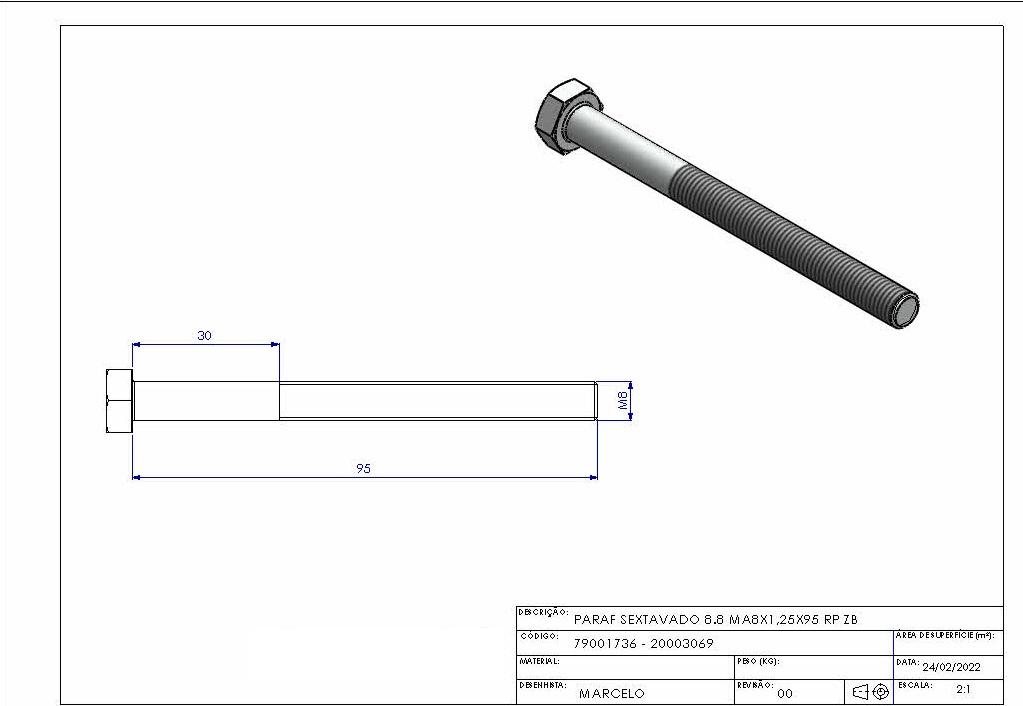 30
M8
95
DESCRIÇÃO: PARAF SEXTAVADO 8.8 MA8X1,25X95 RP ZB
CÓDIGO: 79001736 - 20003069
ÁREA DE SUPERFÍCIE (m²):
MATERIAL:
PESO (KG):
DATA: 24/02/2022
DESENHISTA: MARCELO
REVISÃO: 00
ESCALA: 2:1